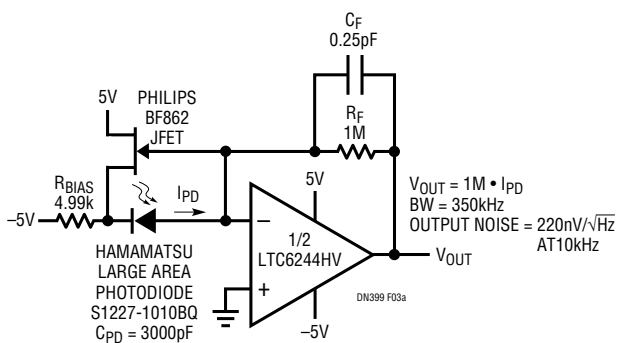 CF
0.25pF
5V
PHILIPS
BF862
JFET
RF
1M
RBIAS
4.99k
–5V
IPD
5V
VOUT = 1M • IPD
BW = 350kHz
OUTPUT NOISE = 220nV/√Hz
AT10kHz
–
1/2
LTC6244HV
+
VOUT
HAMAMATSU
LARGE AREA
PHOTODIODE
S1227-1010BQ
CPD = 3000pF
DN399 F03a
–5V